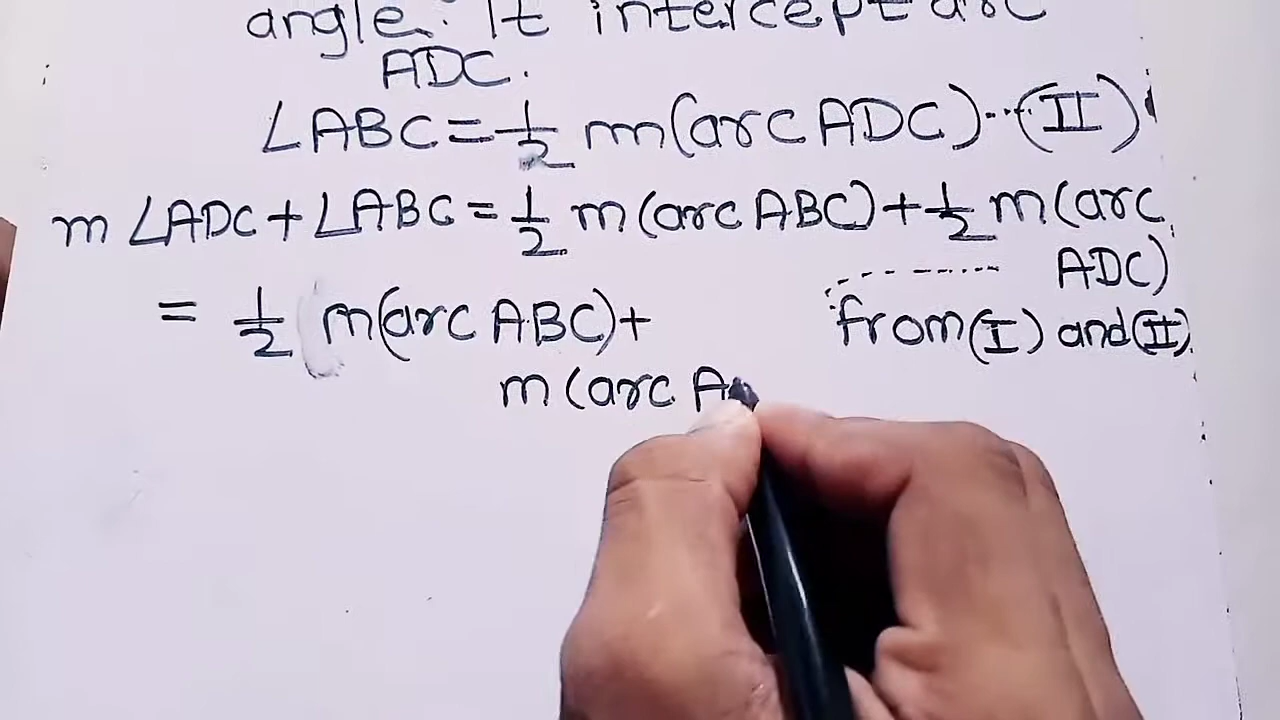 angle. It intercept arc
ADC.
∠ABC = 1/2 m(arc ADC)...(II)
m ∠ADC + ∠ABC = 1/2 m(arc ABC) + 1/2 m(arc
ADC)
= 1/2 m(arc ABC) +
from (I) and (II)
m(arc A